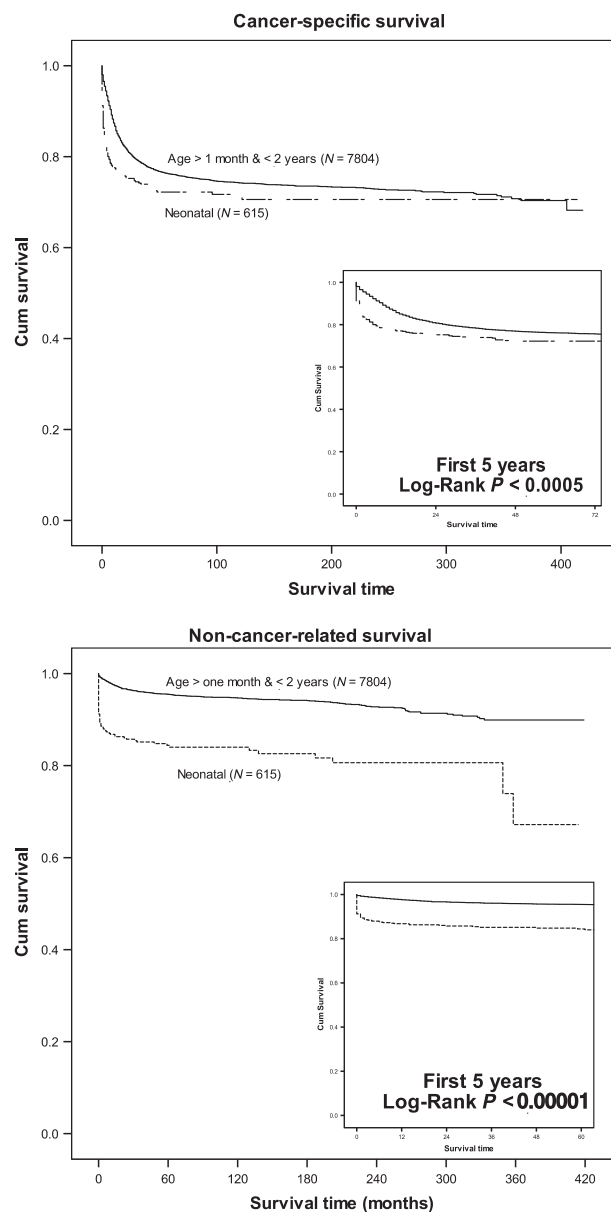 Cancer-specific survival
1.0
Age > 1 month & < 2 years (N = 7804)
0.8
Neonatal (N = 615)
0.6
Cum survival
0.4
0.2
0.0
1.0
0.8
0.6
Cum Survival
0.4
0.2
0.0
First 5 years
Log-Rank P < 0.0005
0 24 48 72
Survival time
0 100 200 300 400
Survival time
Non-cancer-related survival
1.0
Age > one month & < 2 years (N = 7804)
0.8
Neonatal (N = 615)
0.6
Cum survival
0.4
0.2
0.0
1.0
0.8
0.6
Cum Survival
0.4
0.2
0.0
First 5 years
Log-Rank P < 0.00001
0 12 24 36 48 60
Survival time
0 60 120 180 240 300 360 420
Survival time (months)